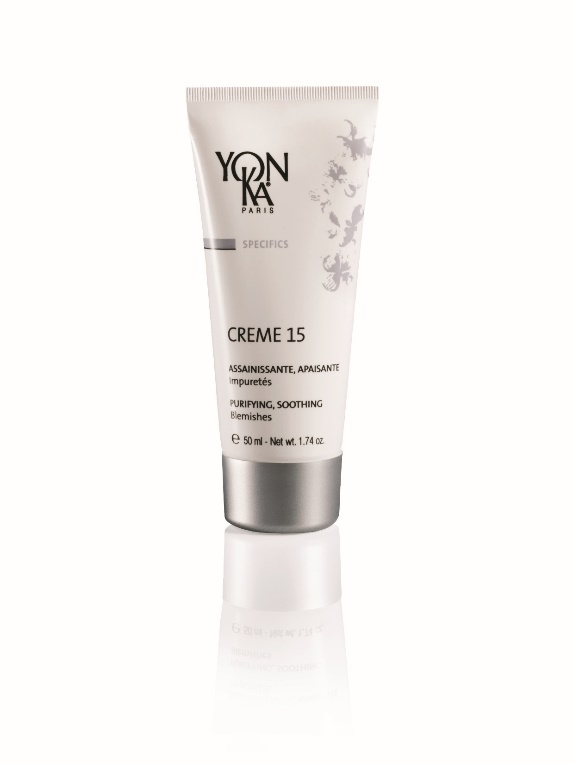 YON
KA®
PARIS
SPECIFICS
CREME 15
ASSAINISSANTE, APAISANTE
Impuretés
PURIFYING, SOOTHING
Blemishes
℮ 50 ml - Net wt. 1.74 oz.